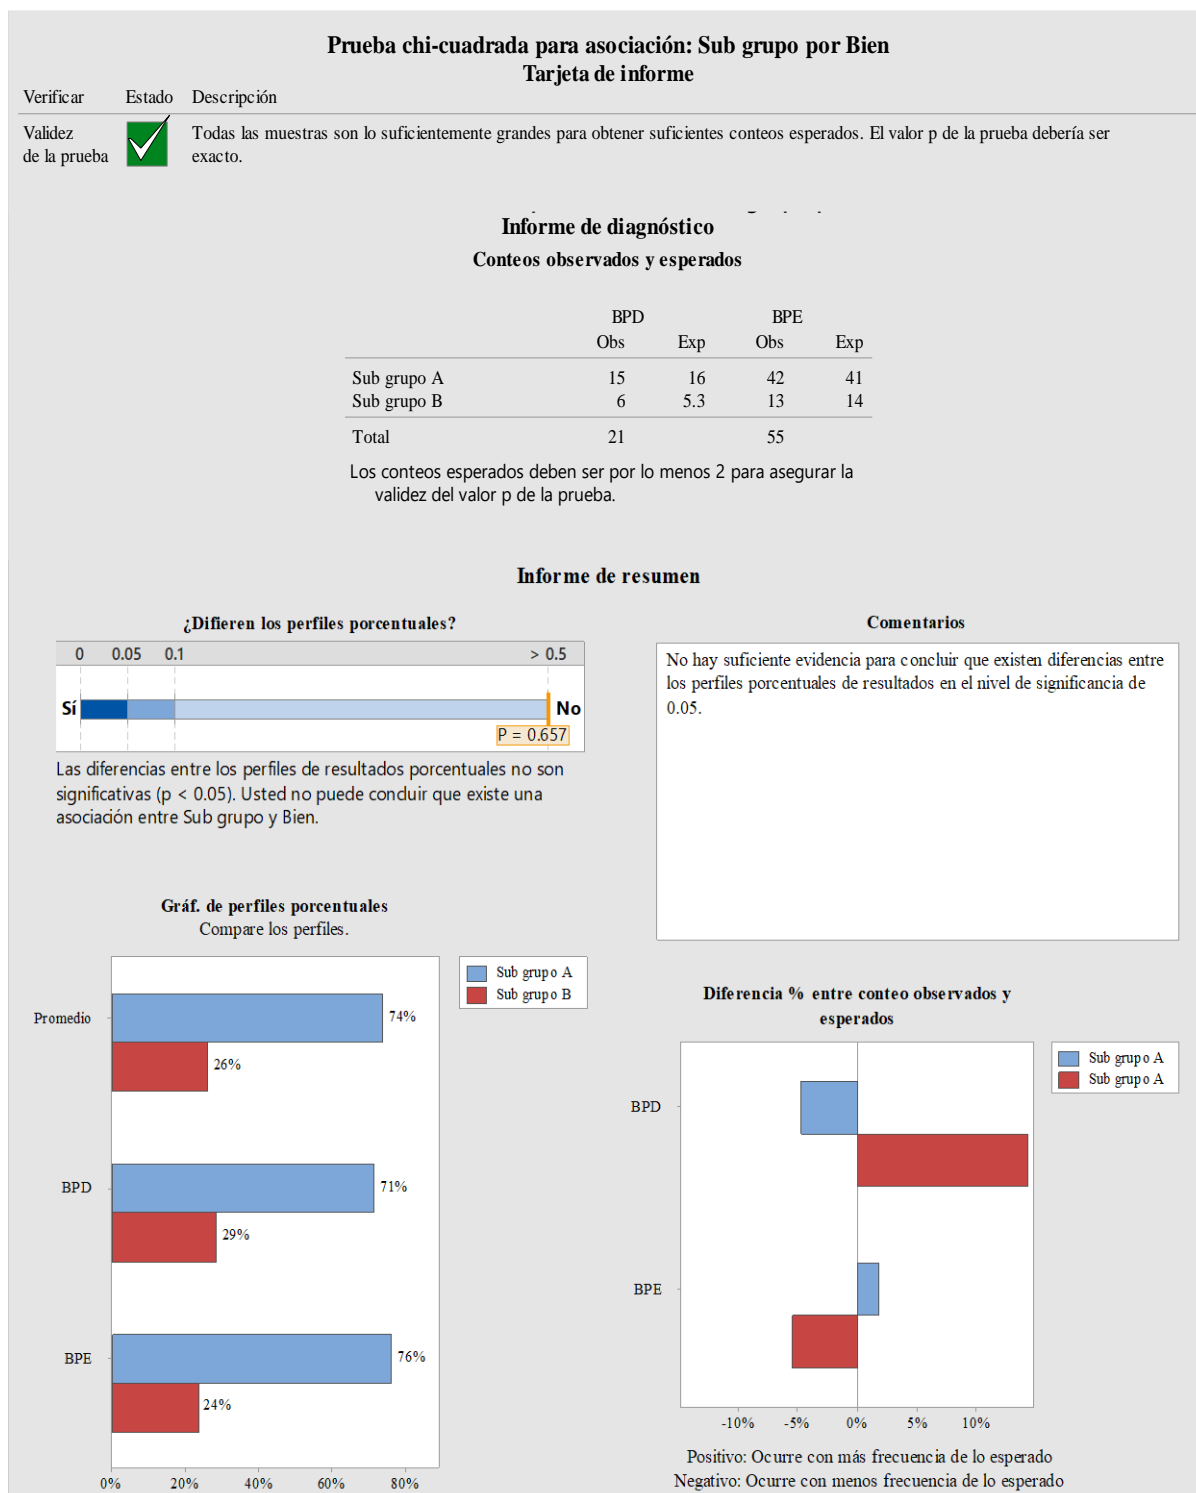 Prueba chi-cuadrada para asociación: Sub grupo por Bien
Tarjeta de informe
Verificar Estado Descripción
Validez de la prueba
Todas las muestras son lo suficientemente grandes para obtener suficientes conteos esperados. El valor p de la prueba debería ser
exacto.
Informe de diagnóstico
Conteos observados y esperados
BPD BPE
Obs Exp Obs Exp
Sub grupo A 15 16 42 41
Sub grupo B 6 5.3 13 14
Total 21 55
Los conteos esperados deben ser por lo menos 2 para asegurar la
validez del valor p de la prueba.
Informe de resumen
¿Difieren los perfiles porcentuales?
0 0.05 0.1 > 0.5
Sí No
P = 0.657
Las diferencias entre los perfiles de resultados porcentuales no son
significativas (p < 0.05). Usted no puede concluir que existe una
asociación entre Sub grupo y Bien.
Comentarios
No hay suficiente evidencia para concluir que existen diferencias entre
los perfiles porcentuales de resultados en el nivel de significancia de
0.05.
Gráf. de perfiles porcentuales
Compare los perfiles.
Sub grupo A
Sub grupo B
Promedio
74%
26%
BPD
71%
29%
BPE
76%
24%
0% 20% 40% 60% 80%
Diferencia % entre conteo observados y
esperados
Sub grupo A
Sub grupo A
BPD
BPE
-10% -5% 0% 5% 10%
Positivo: Ocurre con más frecuencia de lo esperado
Negativo: Ocurre con menos frecuencia de lo esperado